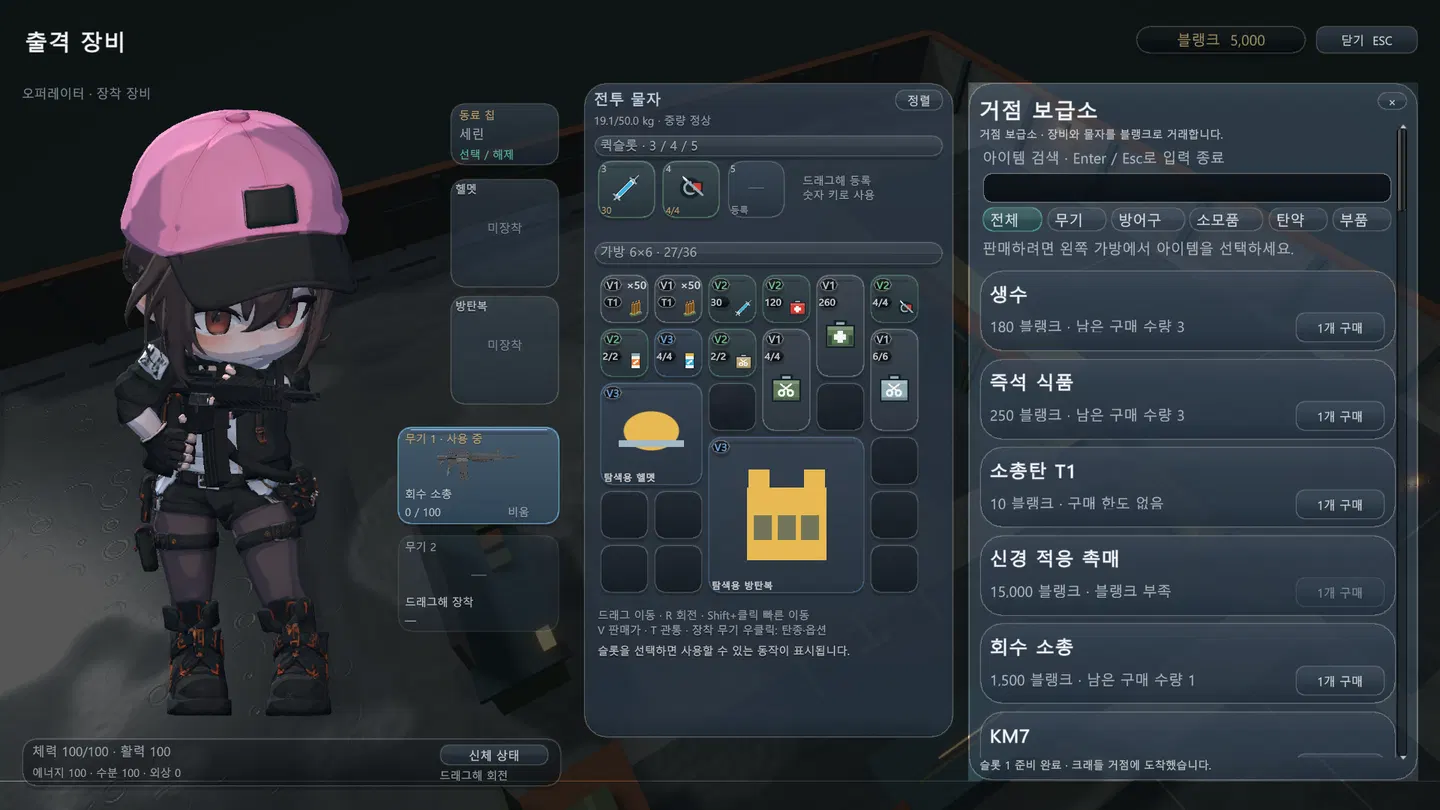 출격 장비
블랭크 5,000
닫기 ESC
오퍼레이터 · 장착 장비
동료 칩
세린
선택 / 해제
헬멧
미장착
방탄복
미장착
무기 1 · 사용 중
회수 소총
0 / 100 비움
무기 2
—
드래그해 장착
—
체력 100/100 · 활력 100
에너지 100 · 수분 100 · 외상 0
신체 상태
드래그해 회전
전투 물자
정렬
19.1/50.0 kg · 중량 정상
퀵슬롯 · 3 / 4 / 5
3
30
4
4/4
5
—
등록
드래그해 등록
숫자 키로 사용
가방 6×6 · 27/36
V1 ×50
T1
V1 ×50
T1
V2
30
V2
120
V1
260
V2
4/4
V2
2/2
V3
4/4
V2
2/2
V1
4/4
V1
6/6
V3
탐색용 헬멧
V3
탐색용 방탄복
드래그 이동 · R 회전 · Shift+클릭 빠른 이동
V 판매가 · T 관통 · 장착 무기 우클릭: 탄종·옵션
슬롯을 선택하면 사용할 수 있는 동작이 표시됩니다.
거점 보급소
×
거점 보급소 · 장비와 물자를 블랭크로 거래합니다.
아이템 검색 · Enter / Esc로 입력 종료
전체 무기 방어구 소모품 탄약 부품
판매하려면 왼쪽 가방에서 아이템을 선택하세요.
생수
180 블랭크 · 남은 구매 수량 3
1개 구매
즉석 식품
250 블랭크 · 남은 구매 수량 3
1개 구매
소총탄 T1
10 블랭크 · 구매 한도 없음
1개 구매
신경 적응 촉매
15,000 블랭크 · 블랭크 부족
1개 구매
회수 소총
1,500 블랭크 · 남은 구매 수량 1
1개 구매
KM7
슬롯 1 준비 완료 · 크래들 거점에 도착했습니다.